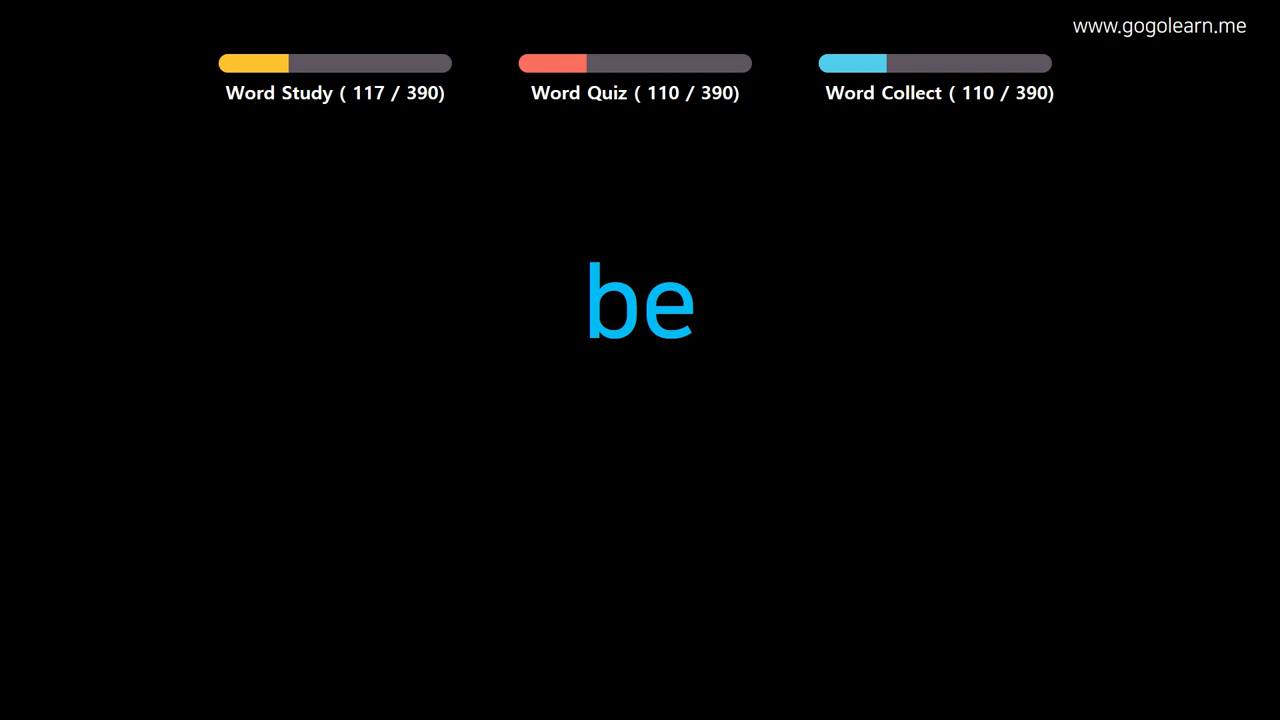 www.gogolearn.me
Word Study ( 117 / 390)
Word Quiz ( 110 / 390)
Word Collect ( 110 / 390)
be